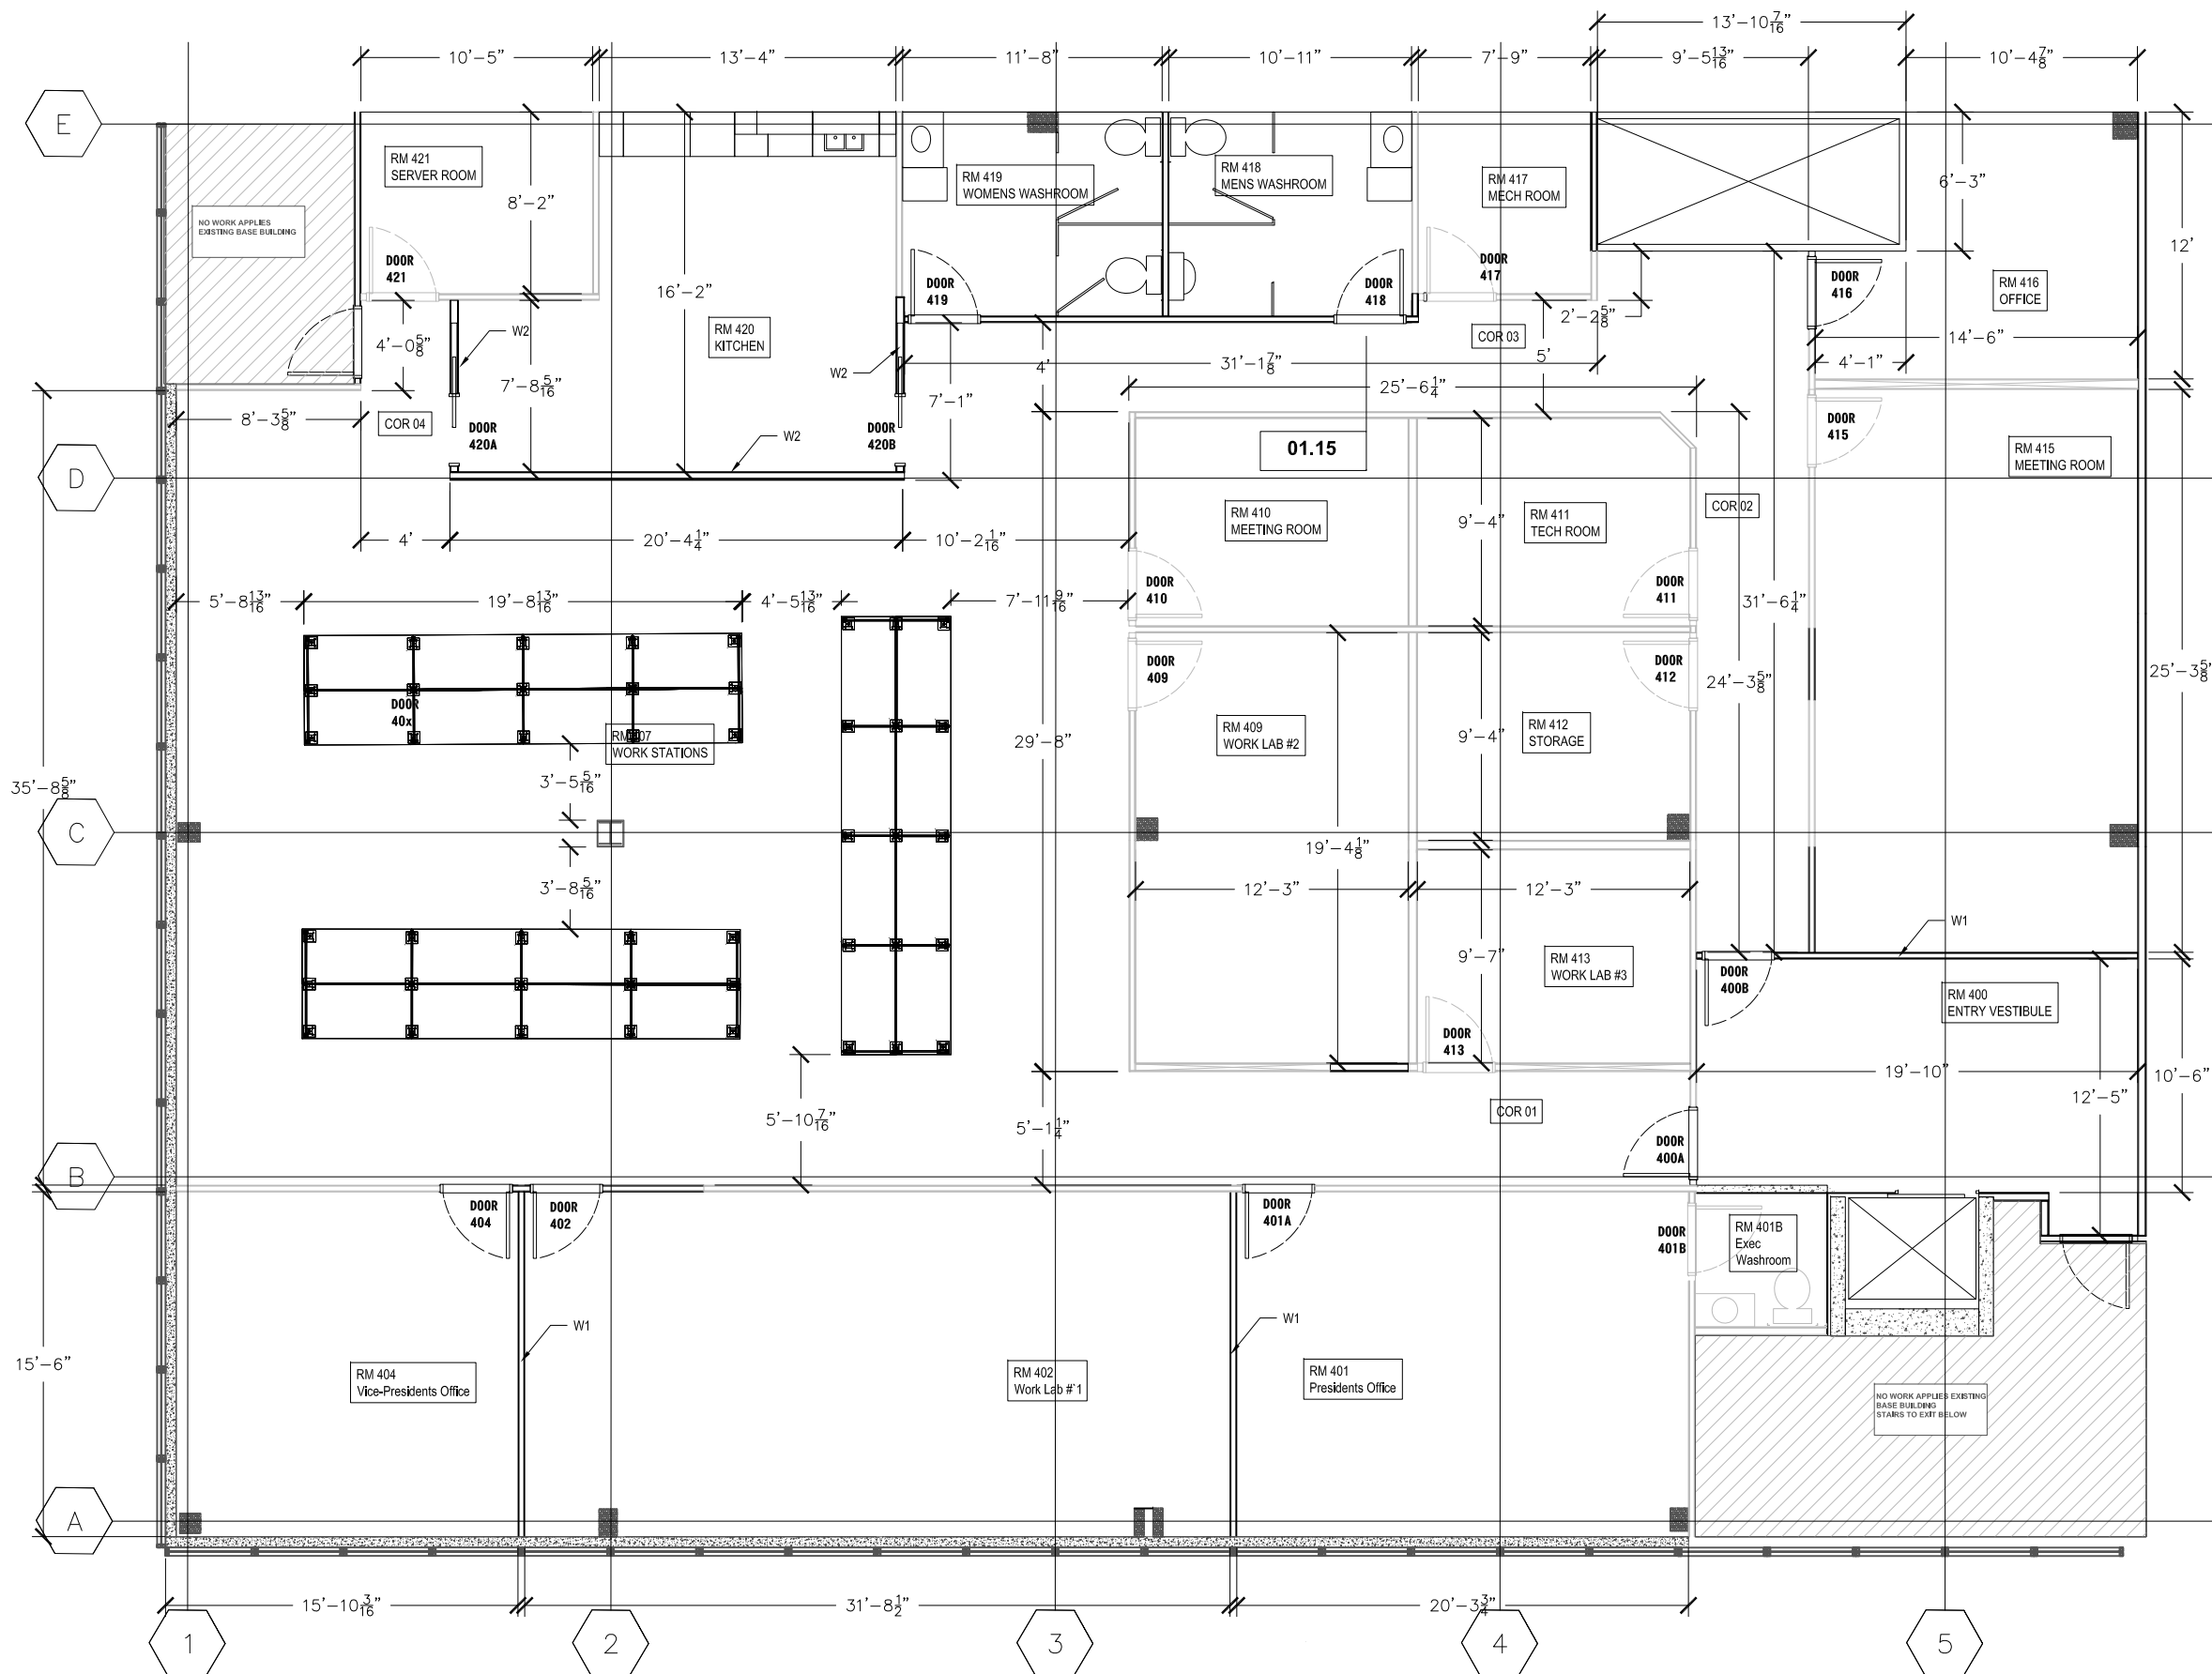 13'-10 7/16"
10'-5"
13'-4"
11'-8"
10'-11"
7'-9"
9'-5 13/16"
10'-4 7/8"
E
RM 421
SERVER ROOM
RM 419
WOMENS WASHROOM
RM 418
MENS WASHROOM
RM 417
MECH ROOM
6'-3"
8'-2"
NO WORK APPLIES
EXISTING BASE BUILDING
12'
DOOR
421
DOOR
419
DOOR
418
DOOR
417
DOOR
416
RM 416
OFFICE
16'-2"
RM 420
KITCHEN
W2
W2
4'-0 5/8"
COR 03
2'-2 5/8"
14'-6"
4'
31'-1 7/8"
5'
4'-1"
7'-8 5/16"
25'-6 1/4"
7'-1"
8'-3 5/8"
COR 04
DOOR
420A
W2
DOOR
420B
01.15
DOOR
415
RM 415
MEETING ROOM
D
RM 410
MEETING ROOM
9'-4"
RM 411
TECH ROOM
COR 02
4'
20'-4 1/4"
10'-2 1/16"
DOOR
410
DOOR
411
5'-8 13/16"
19'-8 13/16"
4'-5 13/16"
7'-11 9/16"
31'-6 1/4"
DOOR
409
DOOR
412
24'-3 5/8"
25'-3 5/8"
DOOR
40x
RM 407
WORK STATIONS
29'-8"
RM 409
WORK LAB #2
9'-4"
RM 412
STORAGE
35'-8 5/8"
3'-5 5/16"
C
19'-4 1/8"
3'-8 5/16"
12'-3"
12'-3"
W1
9'-7"
RM 413
WORK LAB #3
DOOR
400B
RM 400
ENTRY VESTIBULE
DOOR
413
19'-10"
10'-6"
12'-5"
5'-10 7/16"
5'-1 1/4"
COR 01
DOOR
400A
B
DOOR
404
DOOR
402
DOOR
401A
DOOR
401B
RM 401B
Exec
Washroom
W1
W1
15'-6"
RM 404
Vice-Presidents Office
RM 402
Work Lab #`1
RM 401
Presidents Office
NO WORK APPLIES EXISTING
BASE BUILDING
STAIRS TO EXIT BELOW
A
15'-10 3/16"
31'-8 1/2"
20'-3 3/4"
1
2
3
4
5